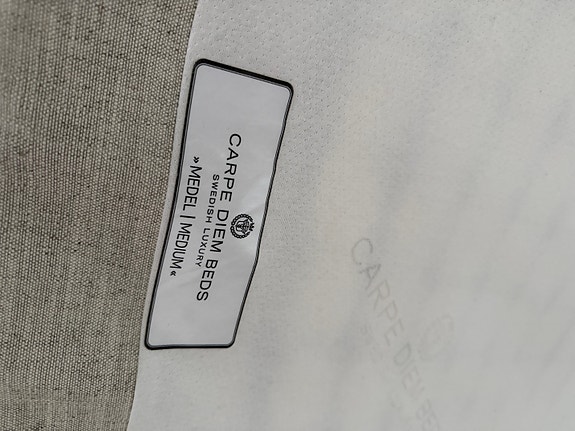 CARPE DIEM BEDS
SWEDISH LUXURY
»MEDEL | MEDIUM«
CARPE DIEM BE